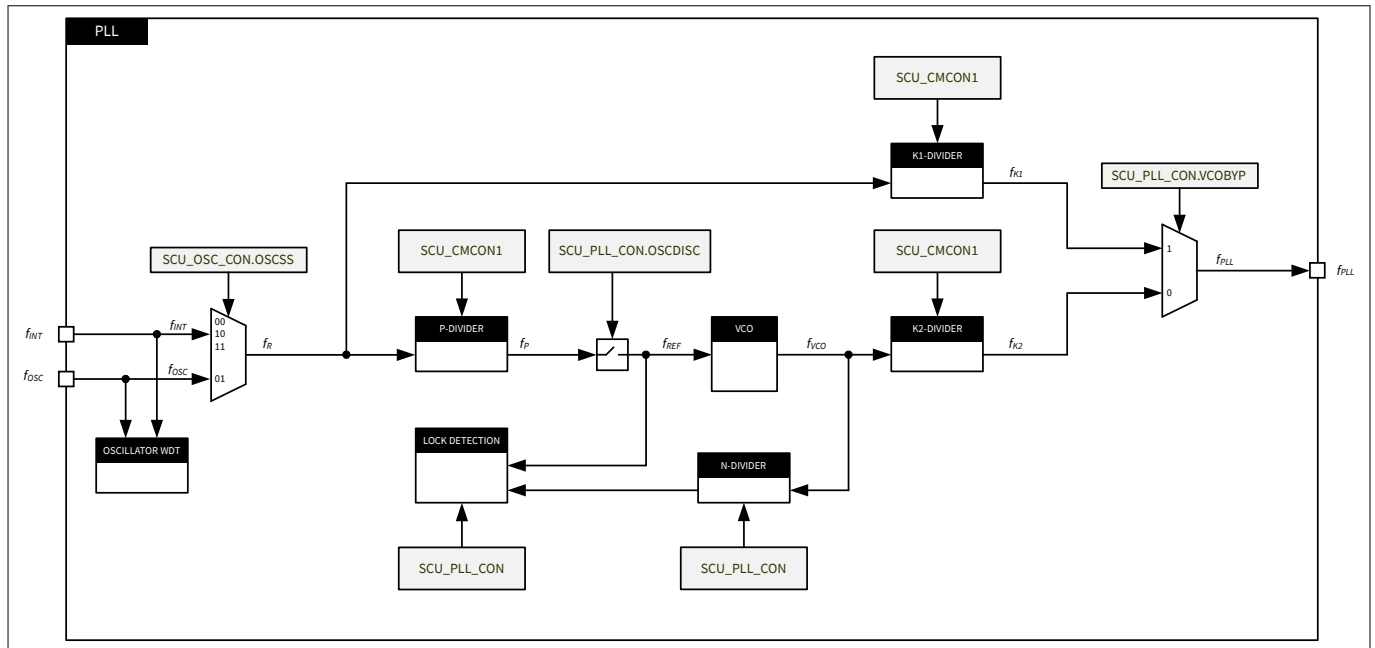 PLL
SCU_CMCON1
K1-DIVIDER
fK1
SCU_PLL_CON.VCOBYP
SCU_OSC_CON.OSCSS
SCU_CMCON1
SCU_PLL_CON.OSCDISC
SCU_CMCON1
1
0
fPLL
fPLL
fINT
fINT
00
10
11
01
fOSC
fOSC
fR
P-DIVIDER
fP
fREF
VCO
fVCO
K2-DIVIDER
fK2
OSCILLATOR WDT
LOCK DETECTION
N-DIVIDER
SCU_PLL_CON
SCU_PLL_CON